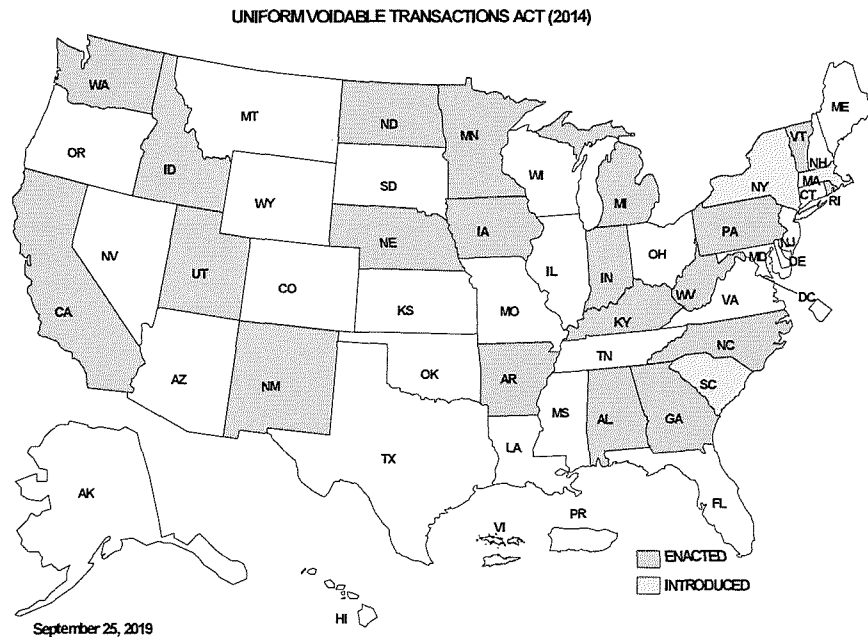 UNIFORM VOIDABLE TRANSACTIONS ACT (2014)
WA
MT
ND
MN
ME
VT
NH
OR
ID
SD
WI
NY
MA
CT
RI
WY
MI
NE
IA
PA
NJ
NV
UT
CO
IL
IN
OH
MD
DE
WV
VA
DC
CA
KS
MO
KY
NC
TN
AZ
NM
OK
AR
SC
MS
AL
GA
TX
LA
AK
FL
VI
PR
ENACTED
INTRODUCED
HI
September 25, 2019